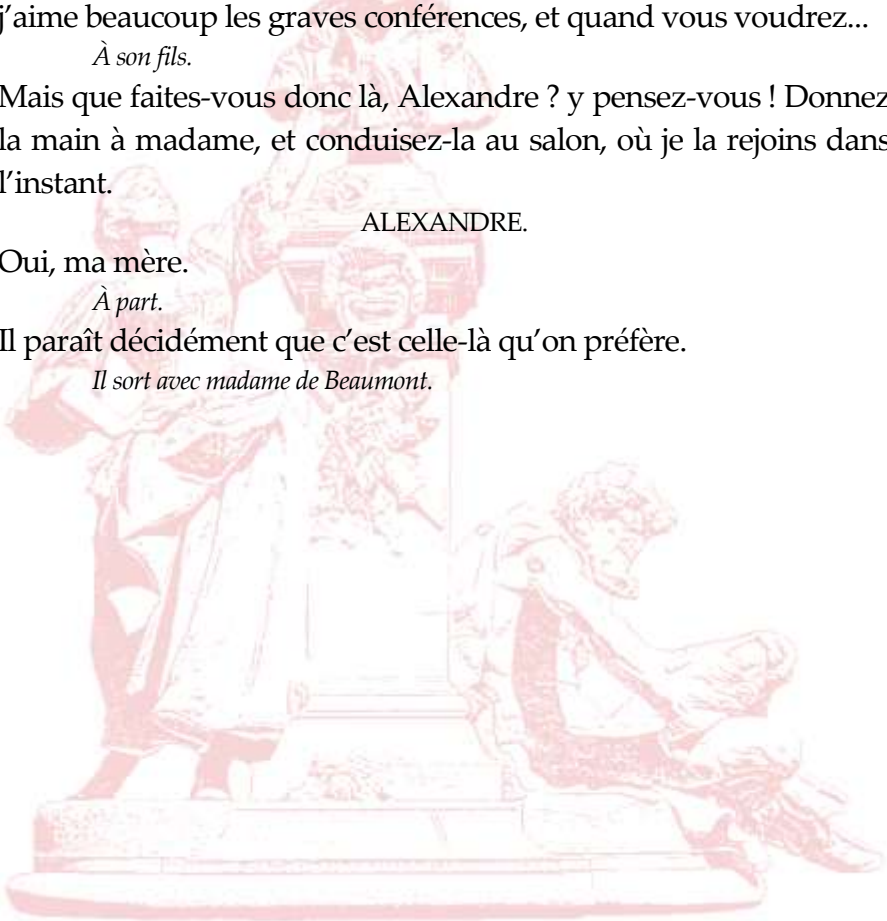 j’aime beaucoup les graves conférences, et quand vous voudrez...
À son fils.
Mais que faites-vous donc là, Alexandre ? y pensez-vous ! Donnez
la main à madame, et conduisez-la au salon, où je la rejoins dans
l’instant.
ALEXANDRE.
Oui, ma mère.
À part.
Il paraît décidément que c’est celle-là qu’on préfère.
Il sort avec madame de Beaumont.